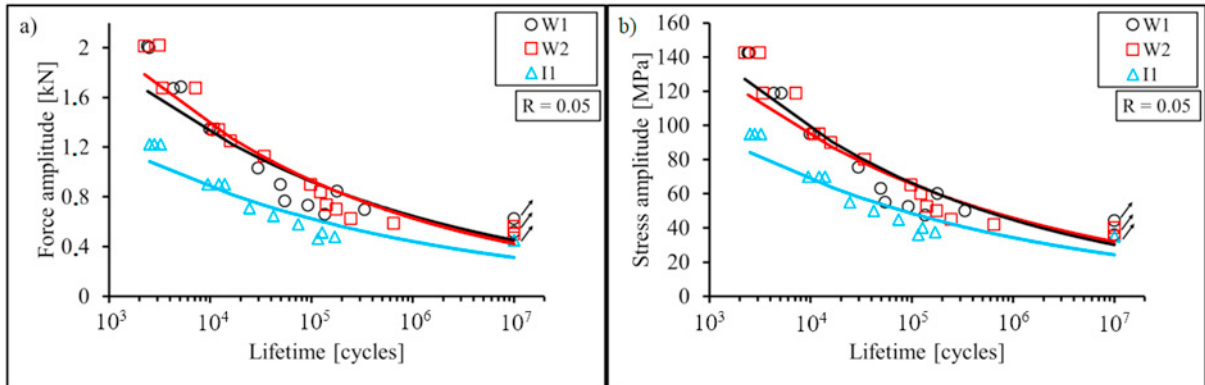 a)
W1
W2
I1
R = 0.05
Force amplitude [kN]
2
1.6
1.2
0.8
0.4
0
10³ 10⁴ 10⁵ 10⁶ 10⁷
Lifetime [cycles]
b)
W1
W2
I1
R = 0.05
Stress amplitude [MPa]
160
140
120
100
80
60
40
20
0
10³ 10⁴ 10⁵ 10⁶ 10⁷
Lifetime [cycles]